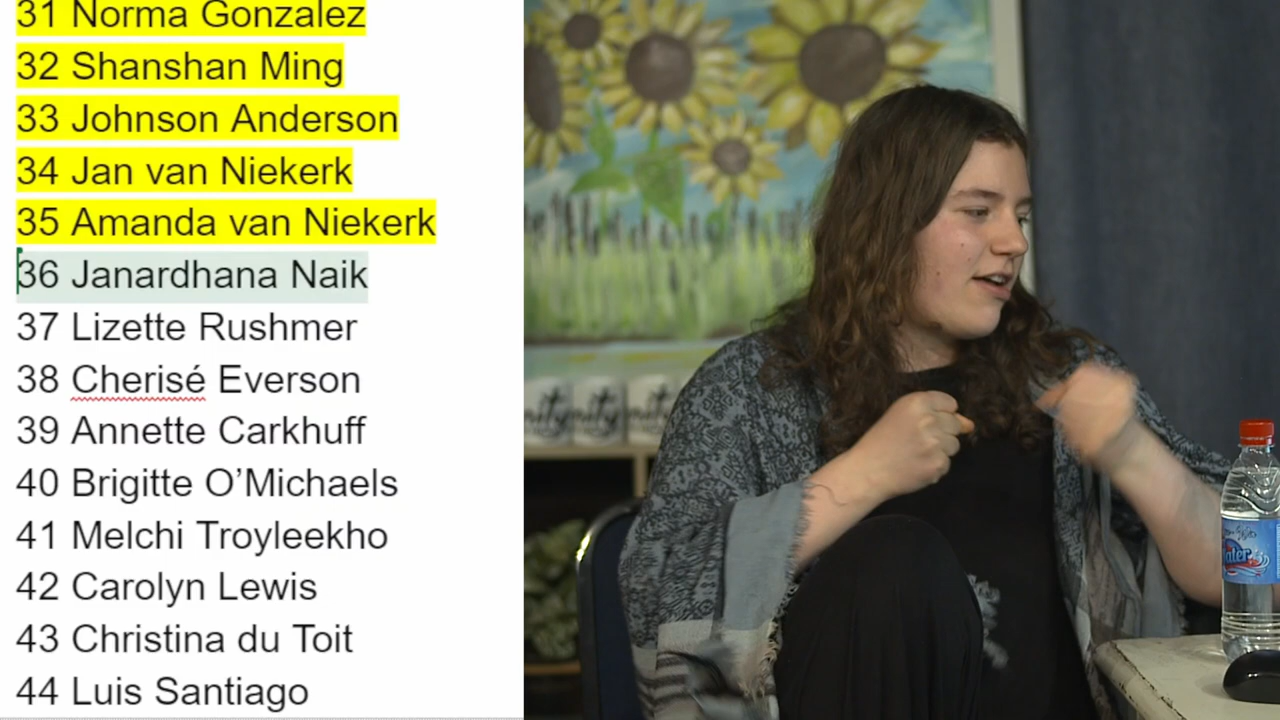 31 Norma Gonzalez
32 Shanshan Ming
33 Johnson Anderson
34 Jan van Niekerk
35 Amanda van Niekerk
36 Janardhana Naik
37 Lizette Rushmer
38 Cherisé Everson
39 Annette Carkhuff
40 Brigitte O’Michaels
41 Melchi Troyleekho
42 Carolyn Lewis
43 Christina du Toit
44 Luis Santiago